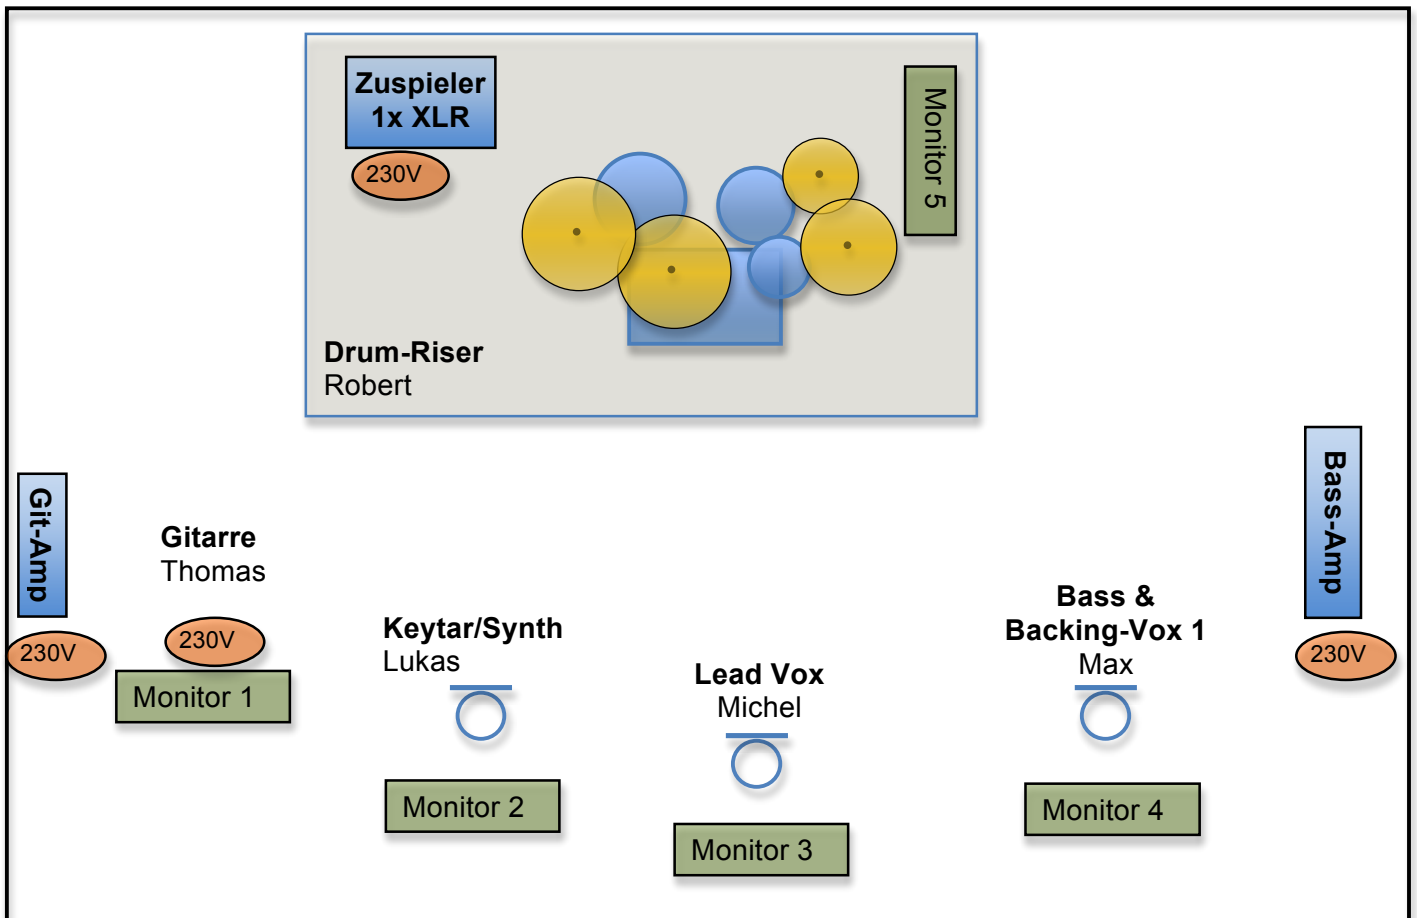 Zuspieler
1x XLR
230V
Monitor 5
Drum-Riser
Robert
Git-Amp
230V
Gitarre
Thomas
230V
Monitor 1
Keytar/Synth
Lukas
Monitor 2
Lead Vox
Michel
Monitor 3
Bass &
Backing-Vox 1
Max
Monitor 4
Bass-Amp
230V